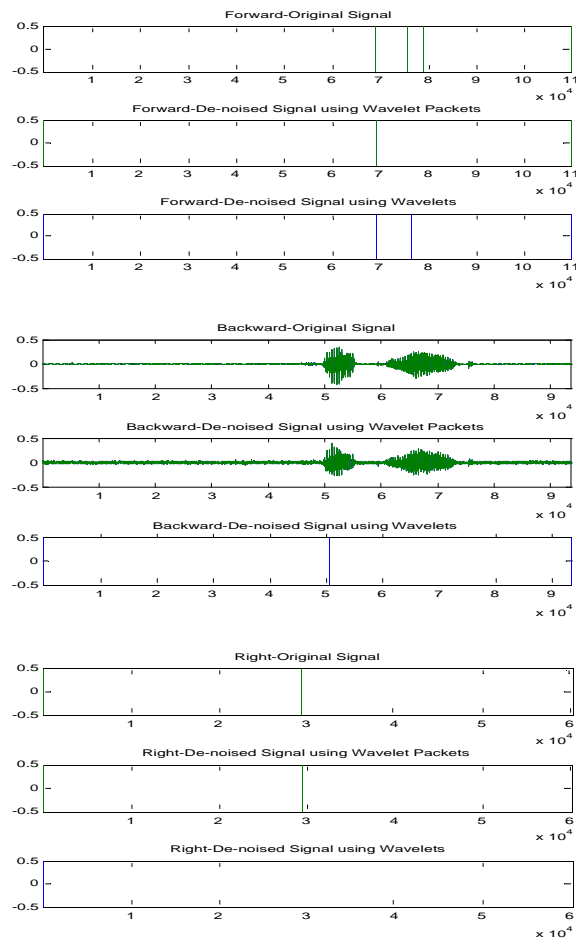 Forward-Original Signal
0.5
0
-0.5
1 2 3 4 5 6 7 8 9 10 11
x 10^4
Forward-De-noised Signal using Wavelet Packets
0.5
0
-0.5
1 2 3 4 5 6 7 8 9 10 11
x 10^4
Forward-De-noised Signal using Wavelets
0.5
0
-0.5
1 2 3 4 5 6 7 8 9 10 11
x 10^4
Backward-Original Signal
0.5
0
-0.5
1 2 3 4 5 6 7 8 9
x 10^4
Backward-De-noised Signal using Wavelet Packets
0.5
0
-0.5
1 2 3 4 5 6 7 8 9
x 10^4
Backward-De-noised Signal using Wavelets
0.5
0
-0.5
1 2 3 4 5 6 7 8 9
x 10^4
Right-Original Signal
0.5
0
-0.5
1 2 3 4 5 6
x 10^4
Right-De-noised Signal using Wavelet Packets
0.5
0
-0.5
1 2 3 4 5 6
x 10^4
Right-De-noised Signal using Wavelets
0.5
0
-0.5
1 2 3 4 5 6
x 10^4